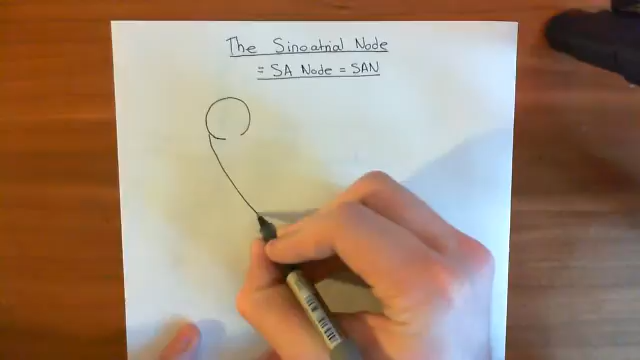 The Sinoatrial Node
= SA Node = SAN